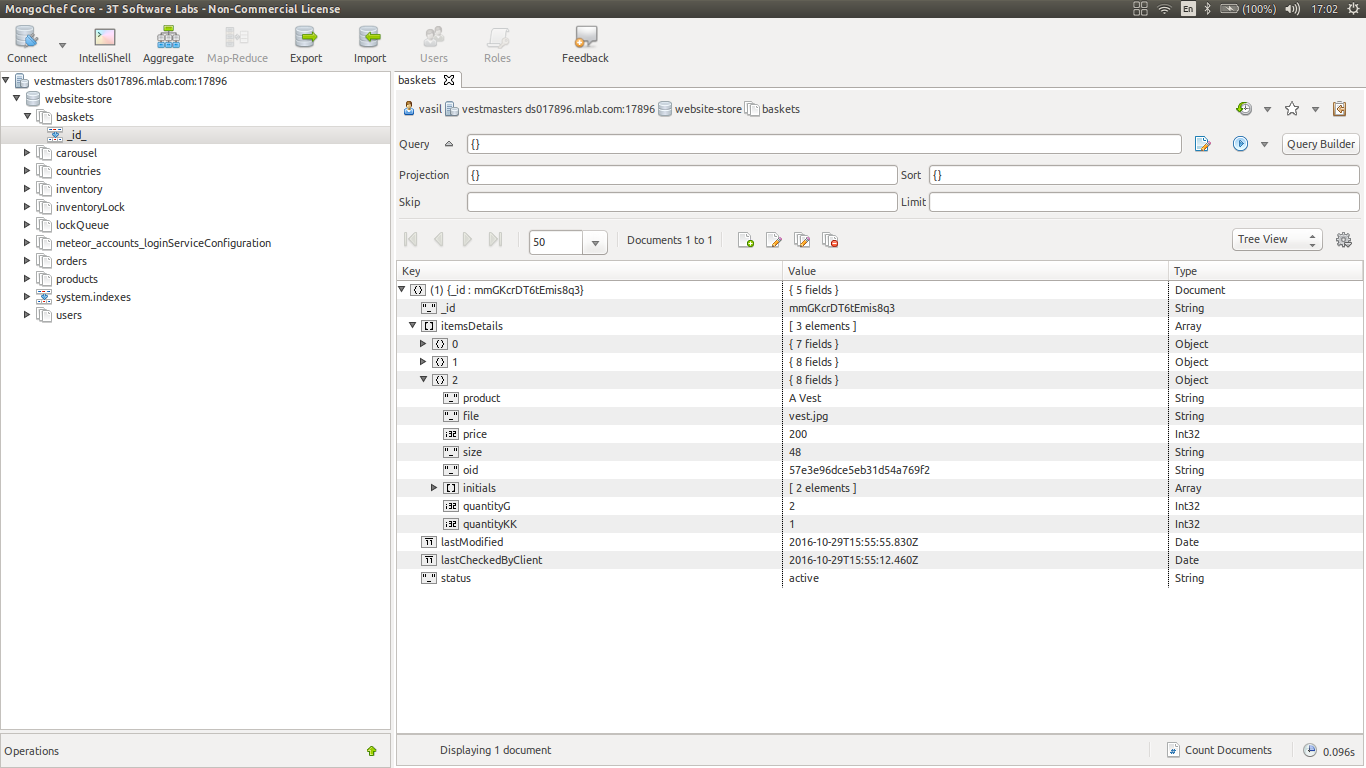 MongoChef Core - 3T Software Labs - Non-Commercial License
En (100%) 17:02
Connect IntelliShell Aggregate Map-Reduce Export Import Users Roles Feedback
vestmasters ds017896.mlab.com:17896
website-store
baskets
_id_
carousel
countries
inventory
inventoryLock
lockQueue
meteor_accounts_loginServiceConfiguration
orders
products
system.indexes
users
Operations
baskets
vasil vestmasters ds017896.mlab.com:17896 website-store baskets
Query {} Query Builder
Projection {} Sort {}
Skip Limit
50 Documents 1 to 1 Tree View
Key Value Type
(1) {_id : mmGKcrDT6tEmis8q3} { 5 fields } Document
_id mmGKcrDT6tEmis8q3 String
itemsDetails [ 3 elements ] Array
0 { 7 fields } Object
1 { 8 fields } Object
2 { 8 fields } Object
product A Vest String
file vest.jpg String
price 200 Int32
size 48 String
oid 57e3e96dce5eb31d54a769f2 String
initials [ 2 elements ] Array
quantityG 2 Int32
quantityKK 1 Int32
lastModified 2016-10-29T15:55:55.830Z Date
lastCheckedByClient 2016-10-29T15:55:12.460Z Date
status active String
Displaying 1 document Count Documents 0.096s